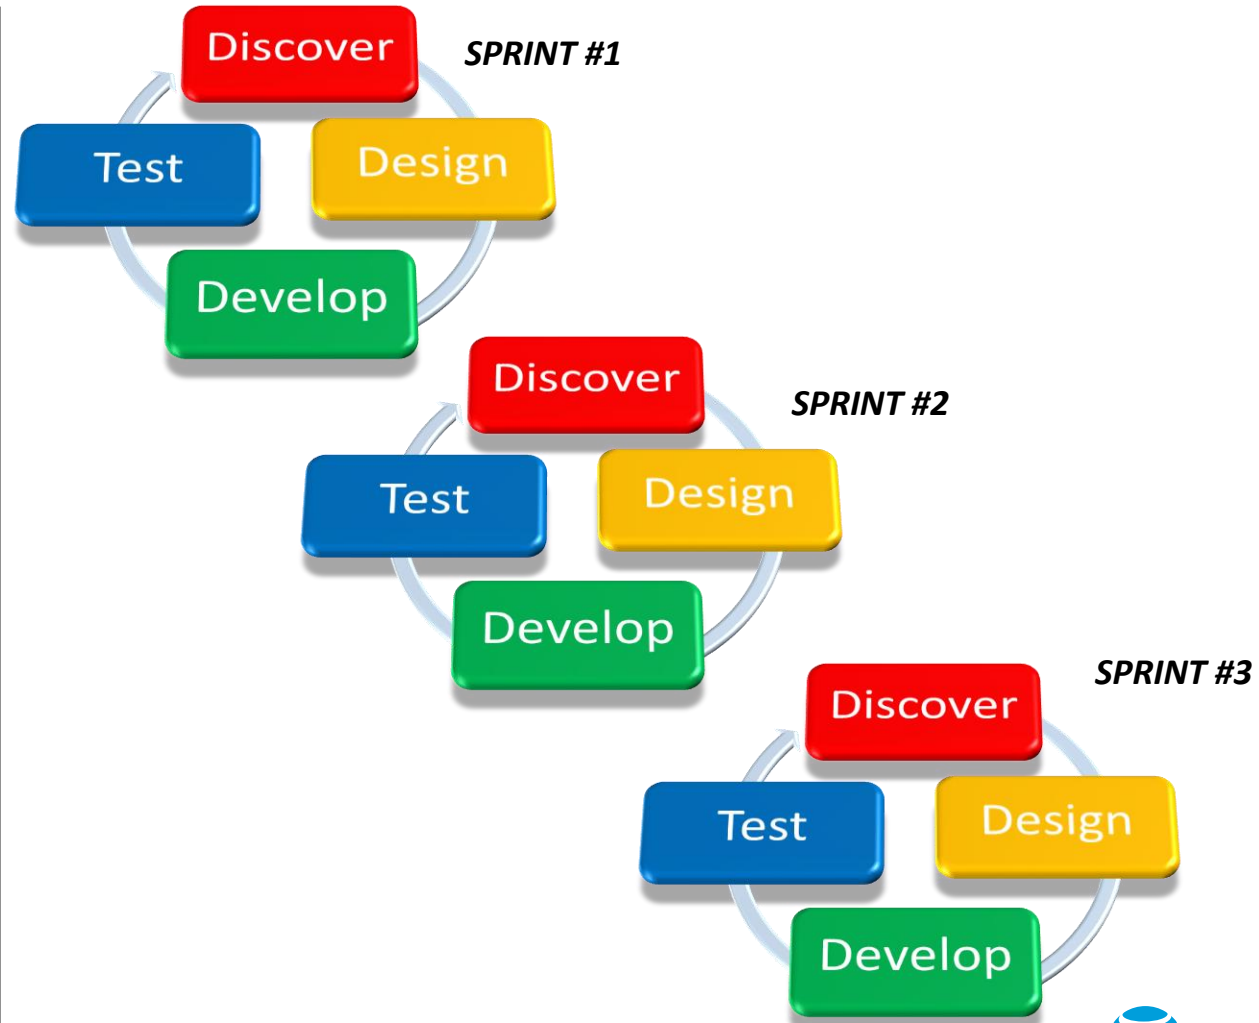 Discover
SPRINT #1
Test
Design
Develop
Discover
SPRINT #2
Test
Design
Develop
SPRINT #3
Discover
Test
Design
Develop